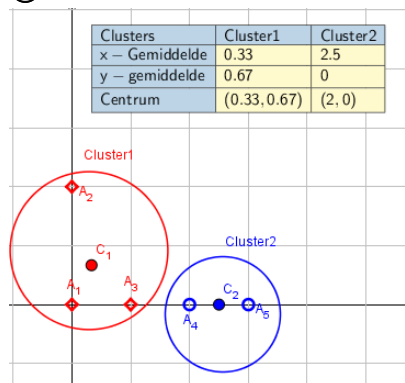 Clusters Cluster1 Cluster2
x − Gemiddelde 0.33 2.5
y − gemiddelde 0.67 0
Centrum (0.33, 0.67) (2, 0)
Cluster1
A2
Cluster2
C1
A1 A3
C2
A4 A5